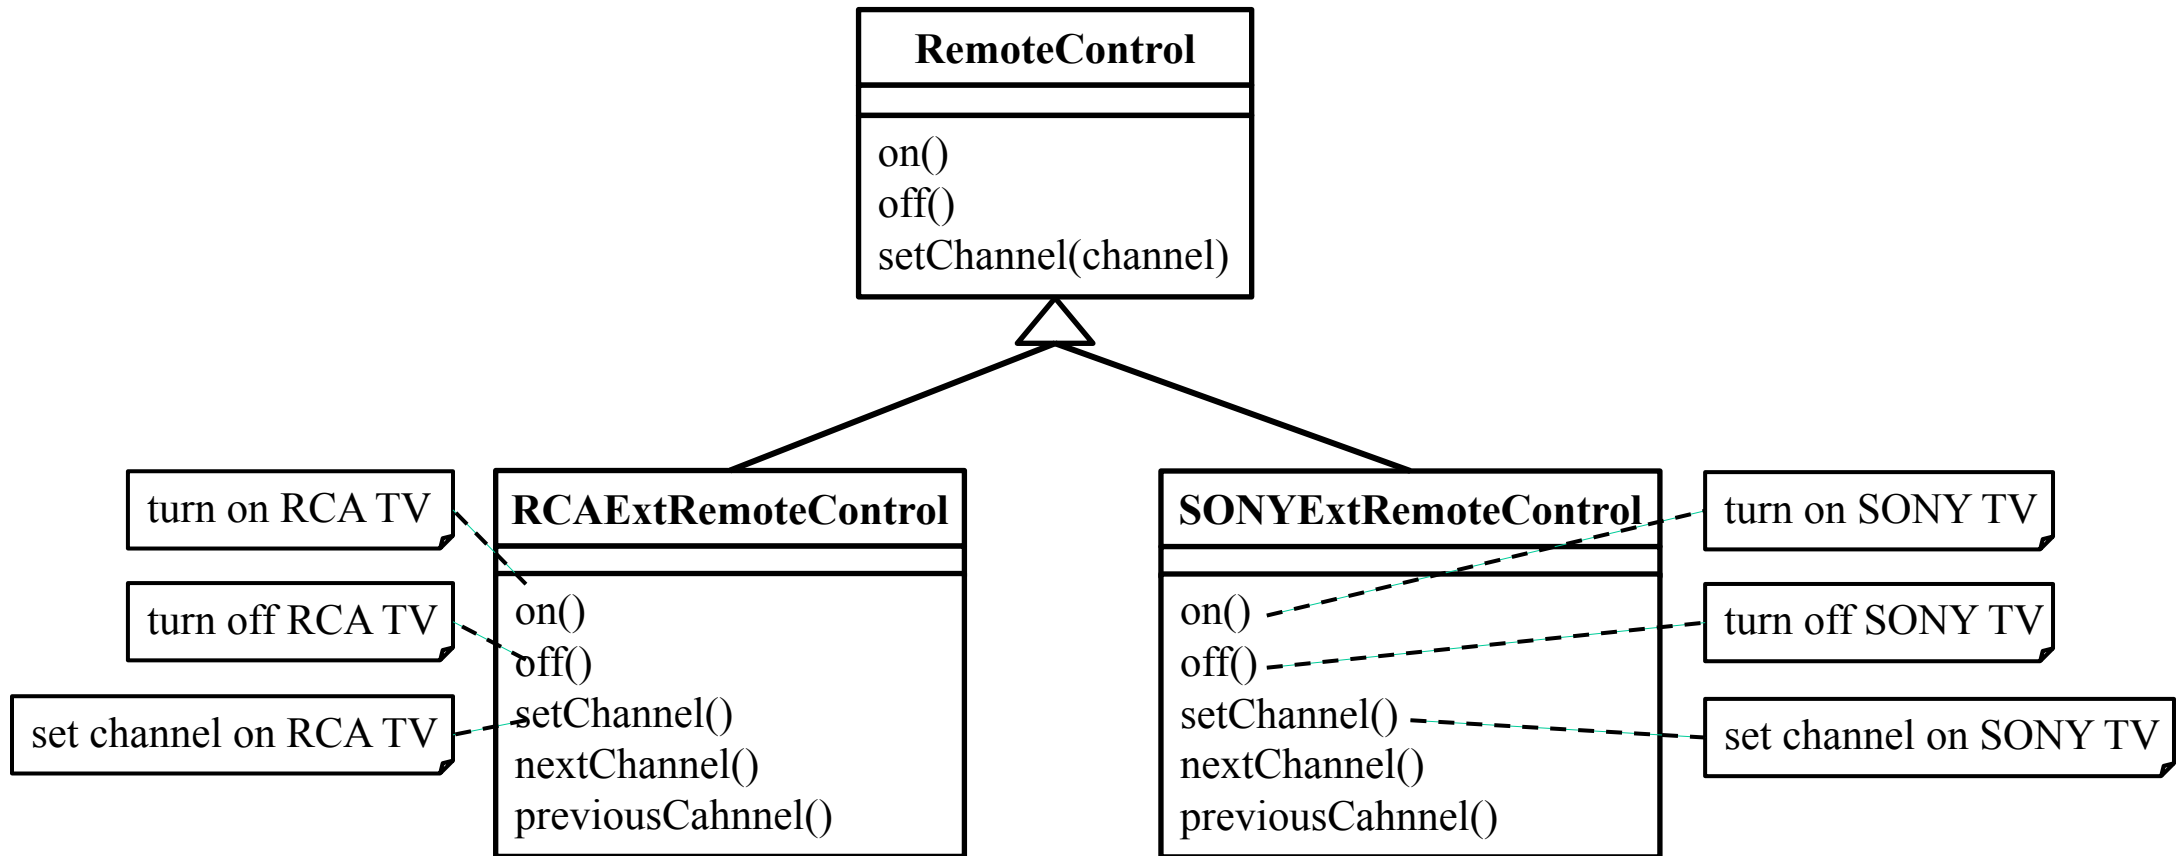 RemoteControl
on()
off()
setChannel(channel)
turn on RCA TV
turn off RCA TV
set channel on RCA TV
RCAExtRemoteControl
on()
off()
setChannel()
nextChannel()
previousCahnnel()
SONYExtRemoteControl
on()
off()
setChannel()
nextChannel()
previousCahnnel()
turn on SONY TV
turn off SONY TV
set channel on SONY TV